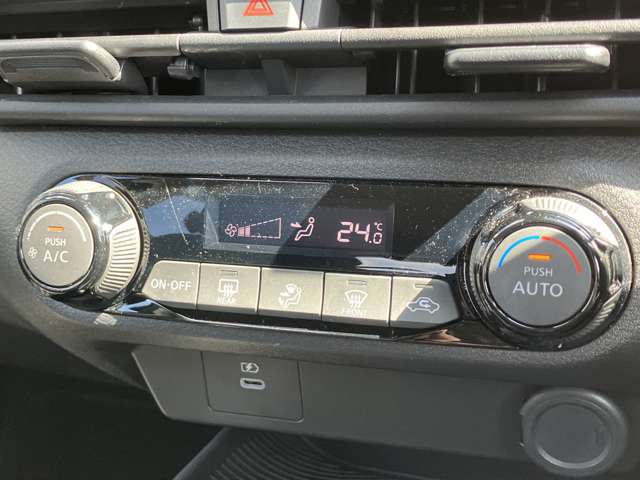 24.0°C
PUSH
A/C
PUSH
AUTO
ON·OFF
REAR
FRONT